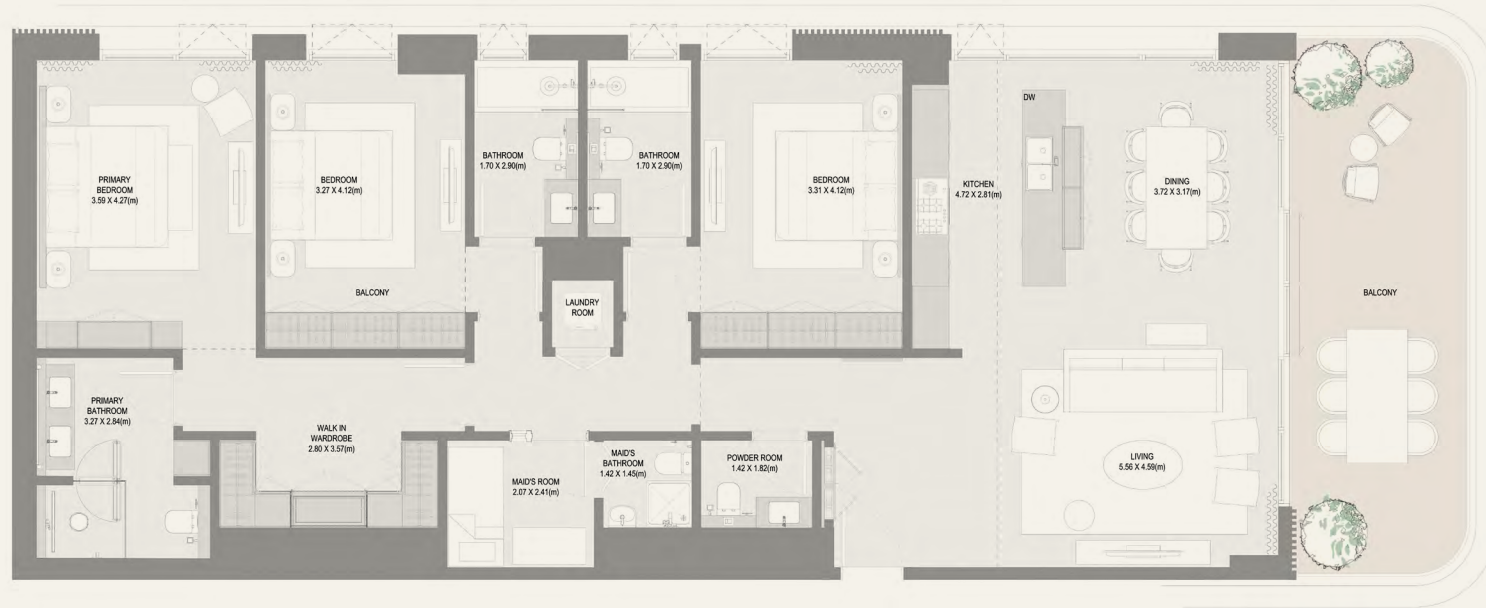 PRIMARY
BEDROOM
3.59 X 4.27(m)
BEDROOM
3.27 X 4.12(m)
BALCONY
BATHROOM
1.70 X 2.90(m)
BATHROOM
1.70 X 2.90(m)
LAUNDRY
ROOM
BEDROOM
3.31 X 4.12(m)
KITCHEN
4.72 X 2.81(m)
DW
DINING
3.72 X 3.17(m)
BALCONY
PRIMARY
BATHROOM
3.27 X 2.84(m)
WALK IN
WARDROBE
2.80 X 3.57(m)
MAID'S ROOM
2.07 X 2.41(m)
MAID'S
BATHROOM
1.42 X 1.45(m)
POWDER ROOM
1.42 X 1.82(m)
LIVING
5.56 X 4.59(m)